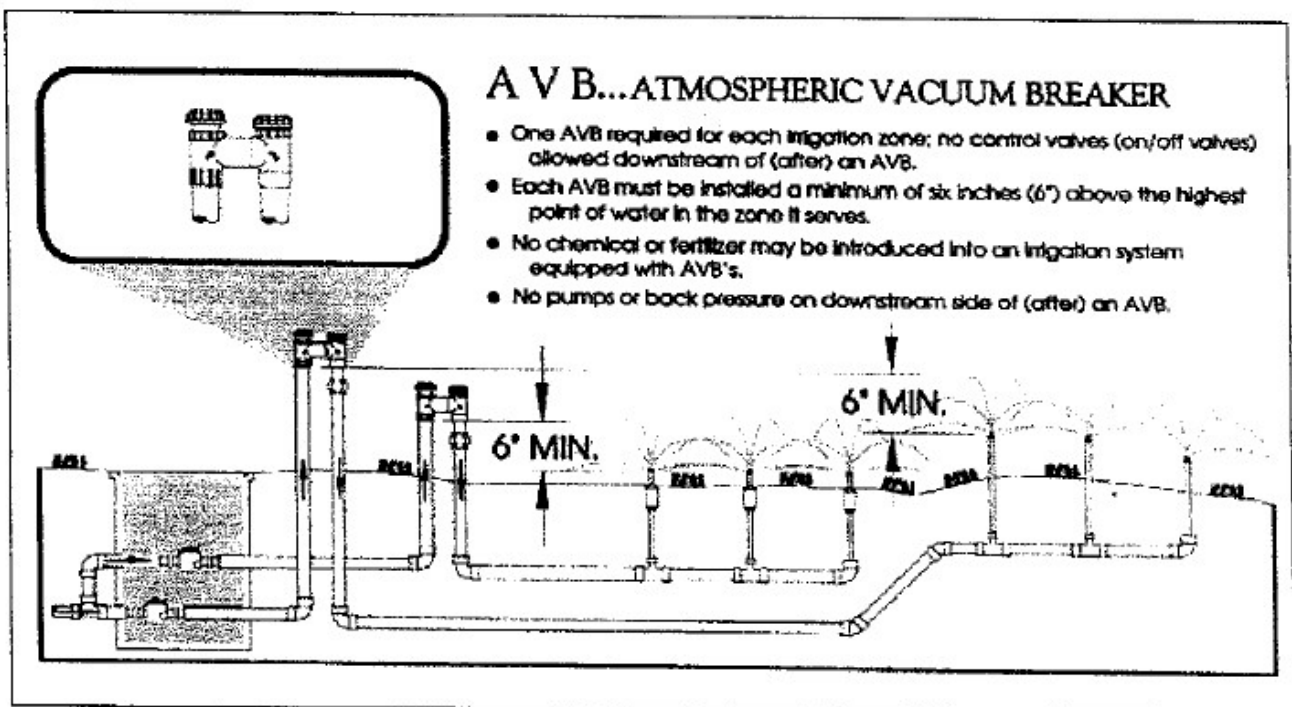 A V B...ATMOSPHERIC VACUUM BREAKER
• One AVB required for each irrigation zone; no control valves (on/off valves)
allowed downstream of (after) an AVB.
• Each AVB must be installed a minimum of six inches (6") above the highest
point of water in the zone it serves.
• No chemical or fertilizer may be introduced into an irrigation system
equipped with AVB's.
• No pumps or back pressure on downstream side of (after) an AVB.
6" MIN.
6" MIN.